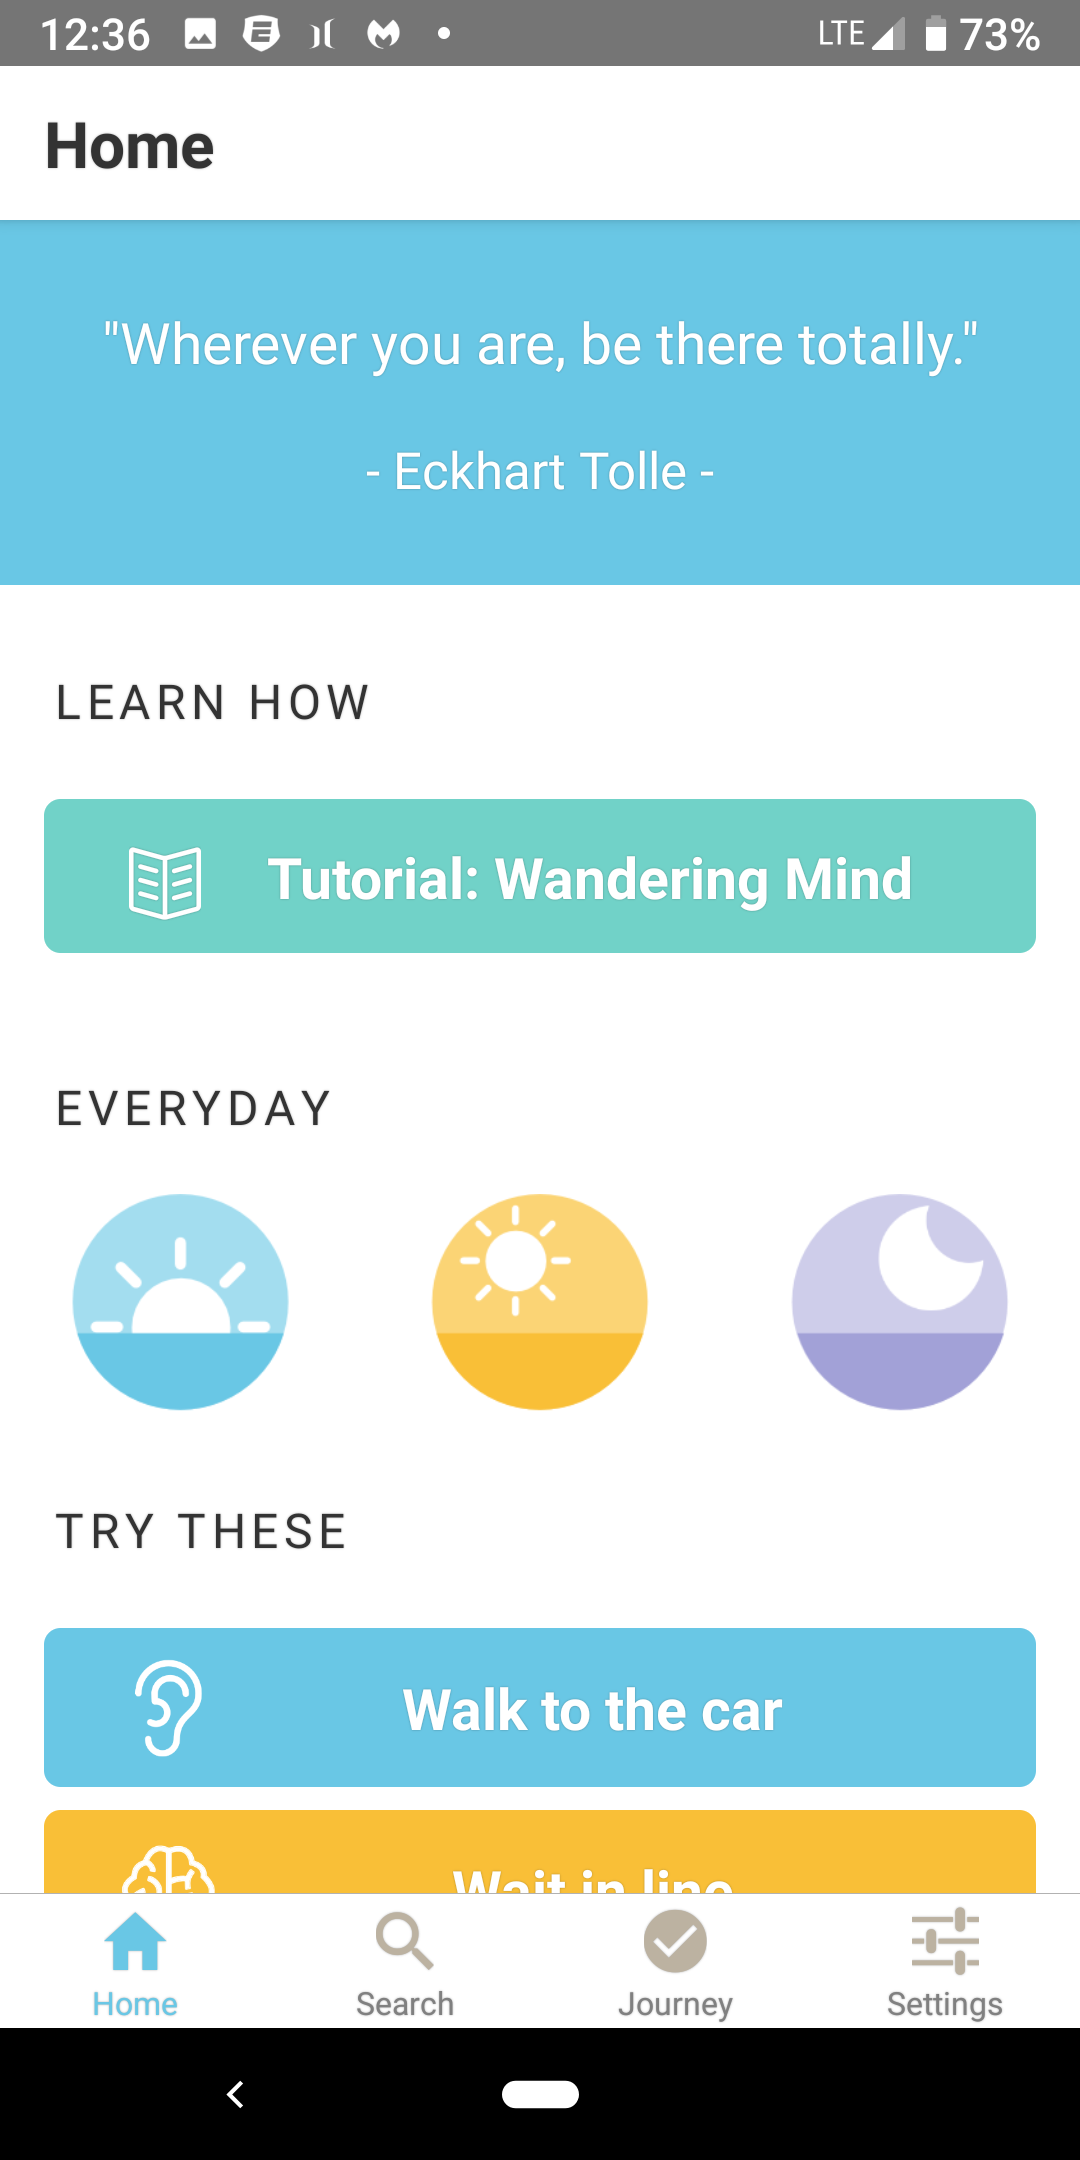 12:36
LTE 73%
Home
"Wherever you are, be there totally."
- Eckhart Tolle -
LEARN HOW
Tutorial: Wandering Mind
EVERYDAY
TRY THESE
Walk to the car
Wait in line
Home Search Journey Settings